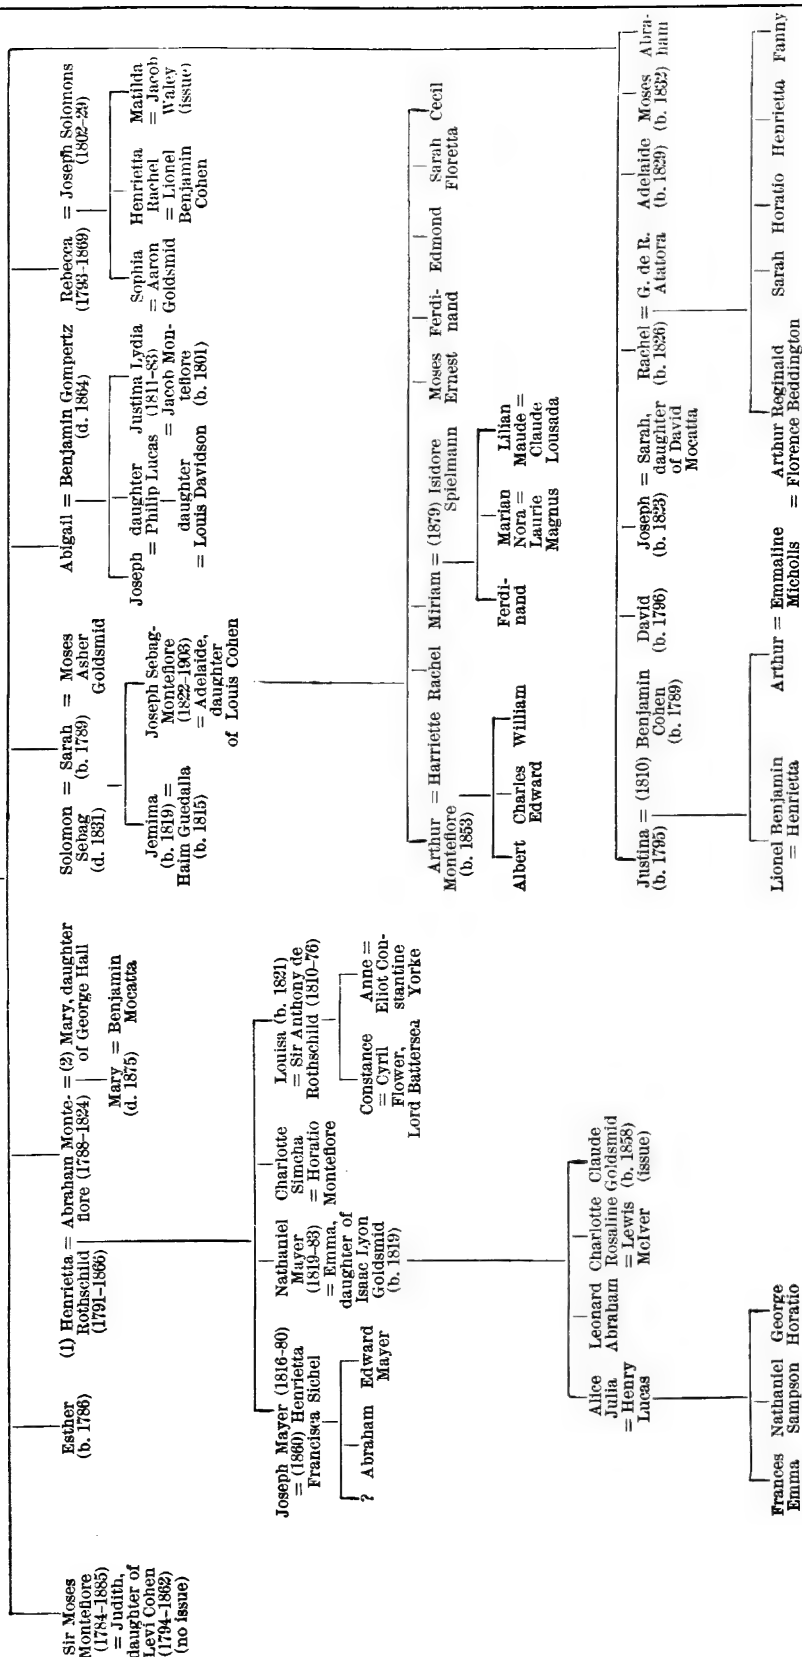 Sir Moses
Montefiore
(1784-1885)
= Judith,
daughter of
Levi Cohen
(1794-1862)
(no issue)
Esther
(b. 1786)
(1) Henrietta = Abraham Monte- = (2) Mary, daughter
Rothschild fiore (1788-1824) of George Hall
(1791-1866)
Mary = Benjamin
(d. 1875) Mocatta
Solomon = Sarah = Moses
Sebag (b. 1789) Asher
(d. 1831) Goldsmid
Abigail = Benjamin Gompertz
(d. 1864)
Rebecca = Joseph Solomons
(1793-1869) (1802-29)
Joseph Mayer (1816-80)
= (1860) Henrietta
Francisca Sichel
Nathaniel
Mayer
(1819-83)
= Emma,
daughter of
Isaac Lyon
Goldsmid
(b. 1819)
Charlotte
Simcha
= Horatio
Montefiore
Louisa (b. 1821)
= Sir Anthony de
Rothschild (1810-76)
? Abraham Edward
Mayer
Constance
= Cyril
Flower,
Lord Battersea
Anne =
Eliot Con-
stantine
Yorke
Alice
Julia
= Henry
Lucas
Leonard
Abraham
Charlotte
Rosaline
= Lewis
McIver
Claude
Goldsmid
(b. 1858)
(issue)
Frances
Emma
Nathaniel
Sampson
George
Horatio
Jemima
(b. 1819) =
Haim Guedalla
(b. 1815)
Joseph Sebag-
Montefiore
(1822-1903)
= Adelaide,
daughter
of Louis Cohen
Joseph
daughter
= Philip Lucas
daughter
= Louis Davidson
Justina Lydia
(1811-83)
= Jacob Mon-
tefiore
(b. 1801)
Sophia
= Aaron
Goldsmid
Henrietta
Rachel
= Lionel
Benjamin
Cohen
Matilda
= Jacob
Waley
(issue)
Arthur = Harriette Rachel
Montefiore
(b. 1853)
Miriam = (1879) Isidore
Spielmann
Moses
Ernest
Ferdi-
nand
Edmond
Sarah
Floretta
Cecil
Albert
Charles
Edward
William
Ferdi-
nand
Marian
Nora =
Laurie
Magnus
Lilian
Maude =
Claude
Lousada
Justina = (1810) Benjamin
(b. 1795) Cohen
(b. 1789)
David
(b. 1796)
Joseph = Sarah,
(b. 1823) daughter
of David
Mocatta
Rachel = G. de R.
(b. 1826) Atatora
Adelaide
(b. 1829)
Moses
(b. 1832)
Abra-
ham
Lionel Benjamin
= Henrietta
Arthur = Emmaline
Micholls
Arthur Reginald
= Florence Beddington
Sarah
Horatio
Henrietta
Fanny